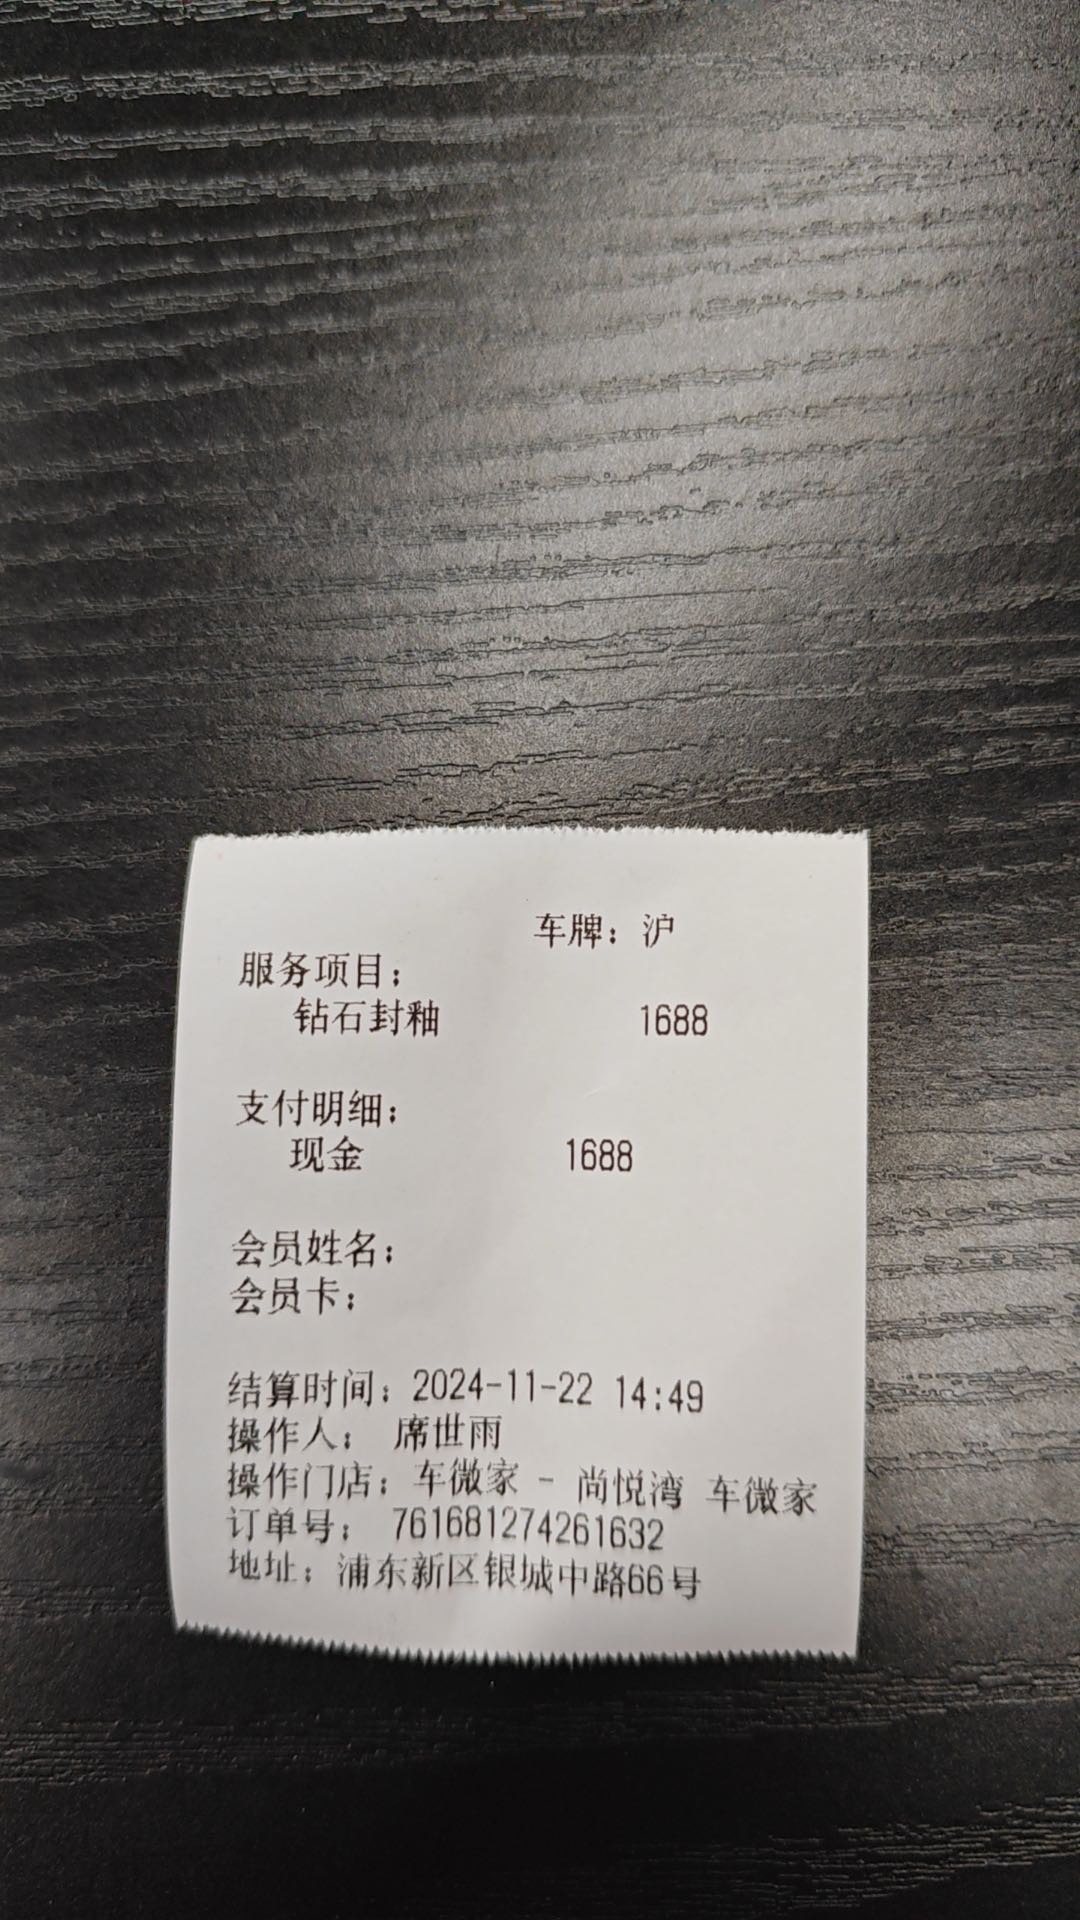 车牌：沪
服务项目：
钻石封釉 1688
支付明细：
现金 1688
会员姓名：
会员卡：
结算时间：2024-11-22 14:49
操作人： 席世雨
操作门店：车微家 - 尚悦湾 车微家
订单号： 761681274261632
地址：浦东新区银城中路66号